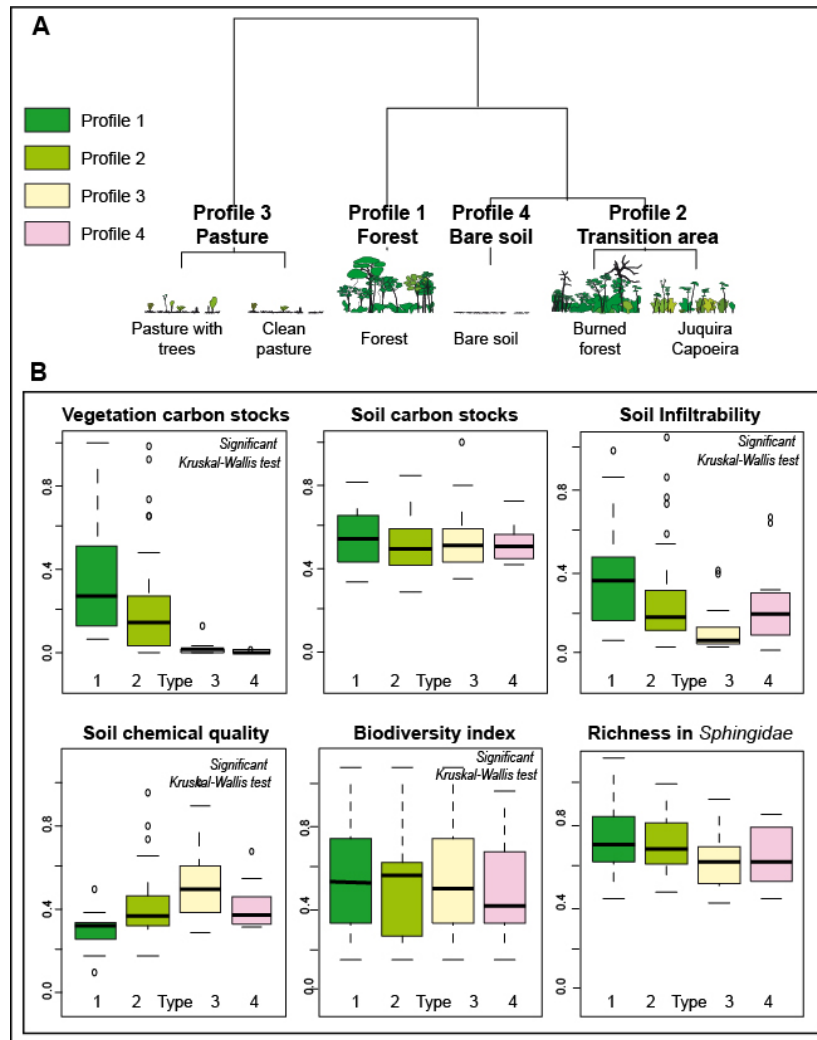 A
Profile 1
Profile 2
Profile 3
Profile 4
Profile 3
Pasture
Profile 1
Forest
Profile 4
Bare soil
Profile 2
Transition area
Pasture with
trees
Clean
pasture
Forest
Bare soil
Burned
forest
Juquira
Capoeira
B
Vegetation carbon stocks
Significant
Kruskal-Wallis test
0.8
0.4
0.0
1 2 Type 3 4
Soil carbon stocks
0.8
0.4
0.0
1 2 Type 3 4
Soil Infiltrability
Significant
Kruskal-Wallis test
0.8
0.4
0.0
1 2 Type 3 4
Soil chemical quality
Significant
Kruskal-Wallis test
0.8
0.4
0.0
1 2 Type 3 4
Biodiversity index
Significant
Kruskal-Wallis test
0.8
0.4
0.0
1 2 Type 3 4
Richness in Sphingidae
0.8
0.4
0.0
1 2 Type 3 4